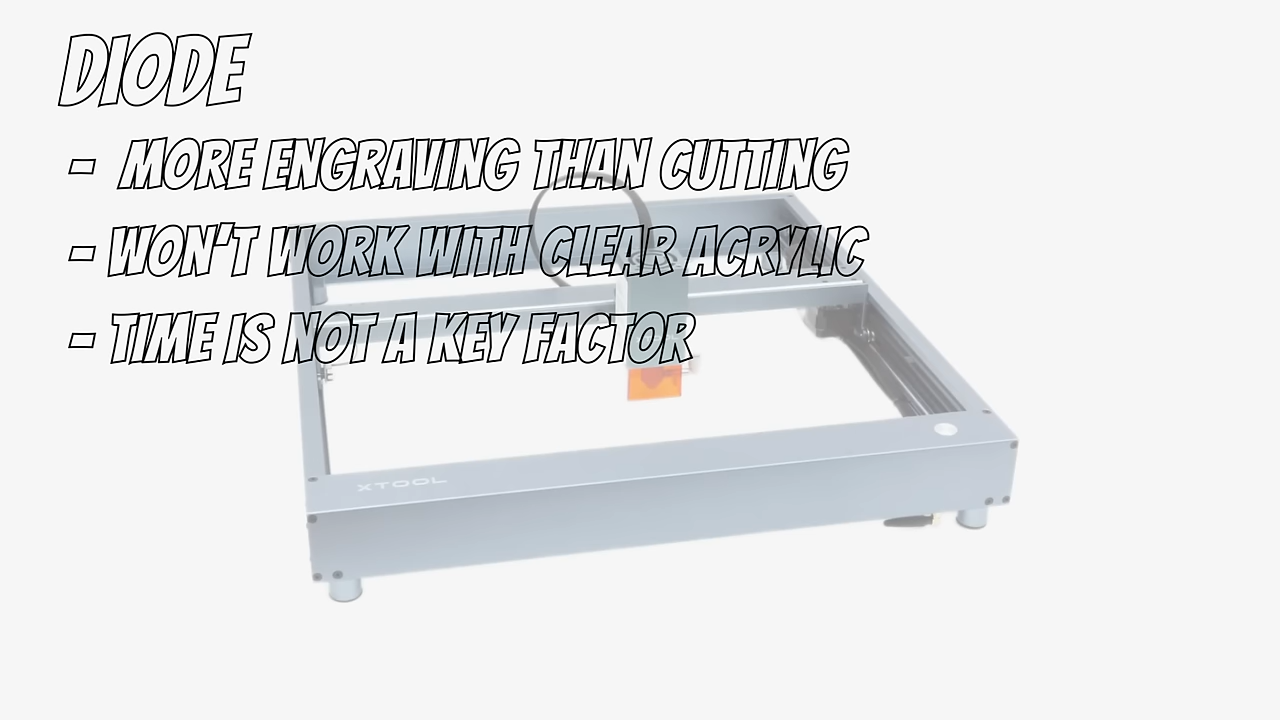 DIODE
- MORE ENGRAVING THAN CUTTING
- WON'T WORK WITH CLEAR ACRYLIC
- TIME IS NOT A KEY FACTOR
XTOOL